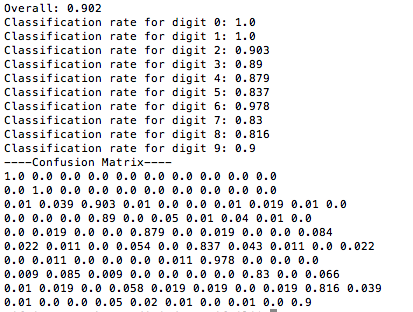 Overall: 0.902
Classification rate for digit 0: 1.0
Classification rate for digit 1: 1.0
Classification rate for digit 2: 0.903
Classification rate for digit 3: 0.89
Classification rate for digit 4: 0.879
Classification rate for digit 5: 0.837
Classification rate for digit 6: 0.978
Classification rate for digit 7: 0.83
Classification rate for digit 8: 0.816
Classification rate for digit 9: 0.9
----Confusion Matrix----
1.0 0.0 0.0 0.0 0.0 0.0 0.0 0.0 0.0 0.0
0.0 1.0 0.0 0.0 0.0 0.0 0.0 0.0 0.0 0.0
0.01 0.039 0.903 0.01 0.0 0.0 0.01 0.019 0.01 0.0
0.0 0.0 0.0 0.89 0.0 0.05 0.01 0.04 0.01 0.0
0.0 0.019 0.0 0.0 0.879 0.0 0.019 0.0 0.0 0.084
0.022 0.011 0.0 0.054 0.0 0.837 0.043 0.011 0.0 0.022
0.0 0.011 0.0 0.0 0.0 0.011 0.978 0.0 0.0 0.0
0.009 0.085 0.009 0.0 0.0 0.0 0.0 0.83 0.0 0.066
0.01 0.019 0.0 0.058 0.019 0.019 0.0 0.019 0.816 0.039
0.01 0.0 0.0 0.05 0.02 0.01 0.0 0.01 0.0 0.9